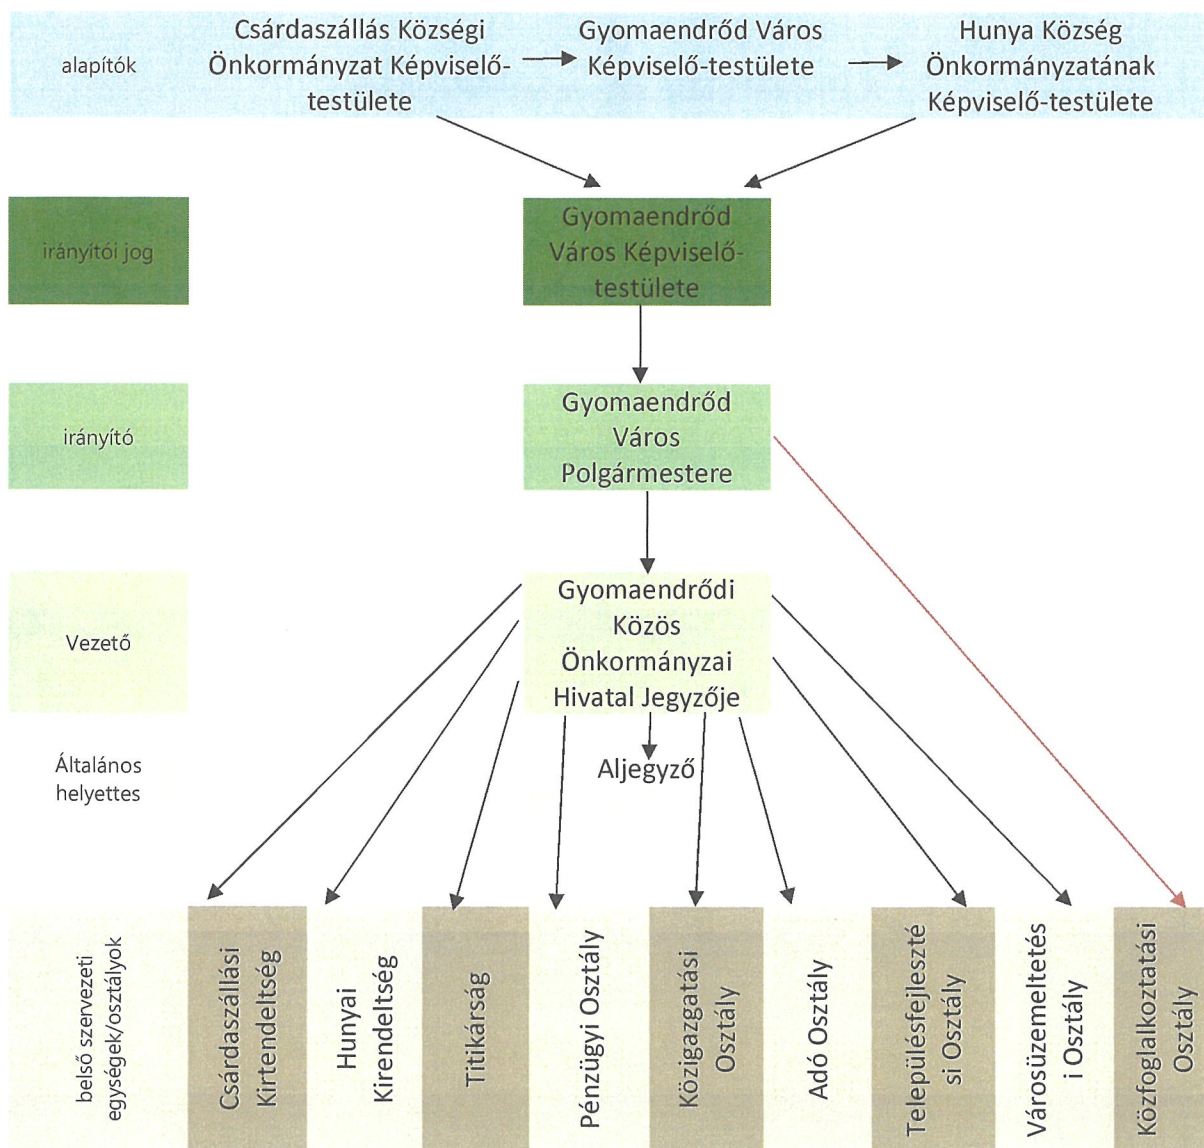 alapítók
Csárdaszállás Községi
Önkormányzat Képviselő-
testülete
Gyomaendrőd Város
Képviselő-testülete
Hunya Község
Önkormányzatának
Képviselő-testülete
irányítói jog
Gyomaendrőd
Város Képviselő-
testülete
irányító
Gyomaendrőd
Város
Polgármestere
Vezető
Gyomaendrődi
Közös
Önkormányzai
Hivatal Jegyzője
Általános
helyettes
Aljegyző
belső szervezeti
egységek/osztályok
Csárdaszállási
Kirtendeltség
Hunyai
Kirendeltség
Titikárság
Pénzügyi Osztály
Közigazgatási
Osztály
Adó Osztály
Településfejleszté
si Osztály
Városüzemeltetés
i Osztály
Közfoglalkoztatási
Osztály